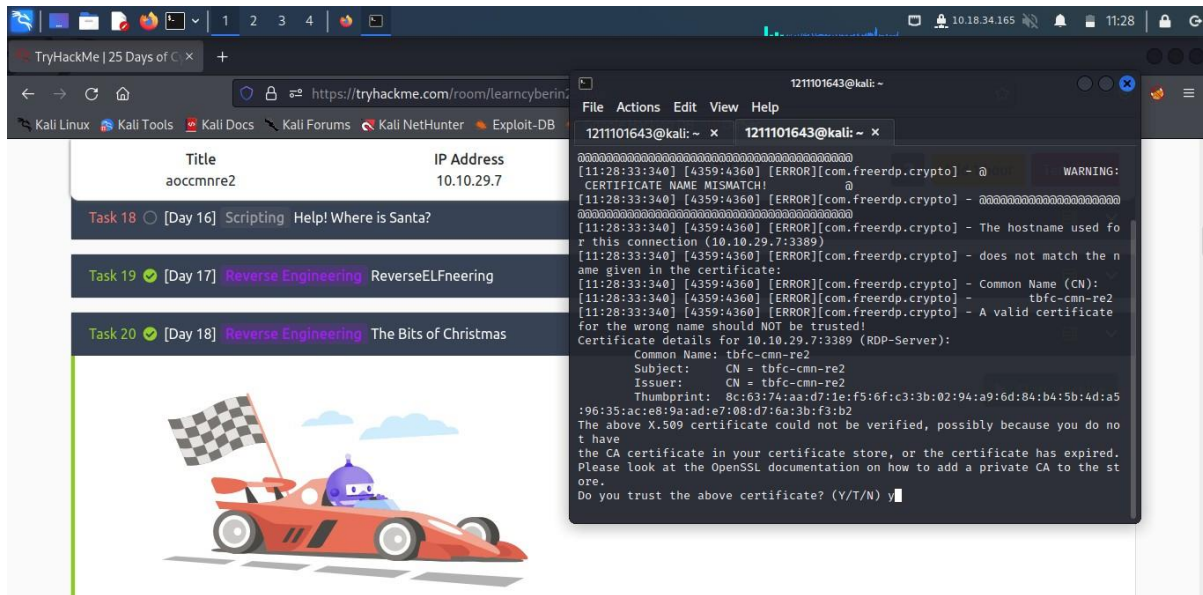 1 2 3 4
10.18.34.165
11:28
TryHackMe | 25 Days of Cy
https://tryhackme.com/room/learncyberin2
Kali Linux Kali Tools Kali Docs Kali Forums Kali NetHunter Exploit-DB
Title IP Address
aoccmnre2 10.10.29.7
Task 18 [Day 16] Scripting Help! Where is Santa?
Task 19 [Day 17] Reverse Engineering ReverseELFneering
Task 20 [Day 18] Reverse Engineering The Bits of Christmas
1211101643@kali: ~
File Actions Edit View Help
1211101643@kali: ~ 1211101643@kali: ~
@@@@@@@@@@@@@@@@@@@@@@@@@@@@@@@@@@@@@@@@
[11:28:33:340] [4359:4360] [ERROR][com.freerdp.crypto] - @ WARNING:
CERTIFICATE NAME MISMATCH! @
[11:28:33:340] [4359:4360] [ERROR][com.freerdp.crypto] - @@@@@@@@@@@@@@@@@@@@
@@@@@@@@@@@@@@@@@@@@@@@@@@@@@@@@@@@@@@@@
[11:28:33:340] [4359:4360] [ERROR][com.freerdp.crypto] - The hostname used fo
r this connection (10.10.29.7:3389)
[11:28:33:340] [4359:4360] [ERROR][com.freerdp.crypto] - does not match the n
ame given in the certificate:
[11:28:33:340] [4359:4360] [ERROR][com.freerdp.crypto] - Common Name (CN):
[11:28:33:340] [4359:4360] [ERROR][com.freerdp.crypto] - tbfc-cmn-re2
[11:28:33:340] [4359:4360] [ERROR][com.freerdp.crypto] - A valid certificate
for the wrong name should NOT be trusted!
Certificate details for 10.10.29.7:3389 (RDP-Server):
Common Name: tbfc-cmn-re2
Subject: CN = tbfc-cmn-re2
Issuer: CN = tbfc-cmn-re2
Thumbprint: 8c:63:74:aa:d7:1e:f5:6f:c3:3b:02:94:a9:6d:84:b4:5b:4d:a5
:96:35:ac:e8:9a:ad:e7:08:d7:6a:3b:f3:b2
The above X.509 certificate could not be verified, possibly because you do no
t have
the CA certificate in your certificate store, or the certificate has expired.
Please look at the OpenSSL documentation on how to add a private CA to the st
ore.
Do you trust the above certificate? (Y/T/N) y